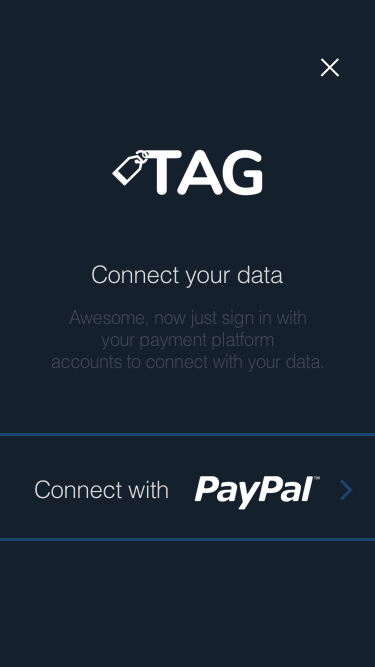 TAG
Connect your data
Awesome, now just sign in with
your payment platform
accounts to connect with your data.
Connect with PayPal™